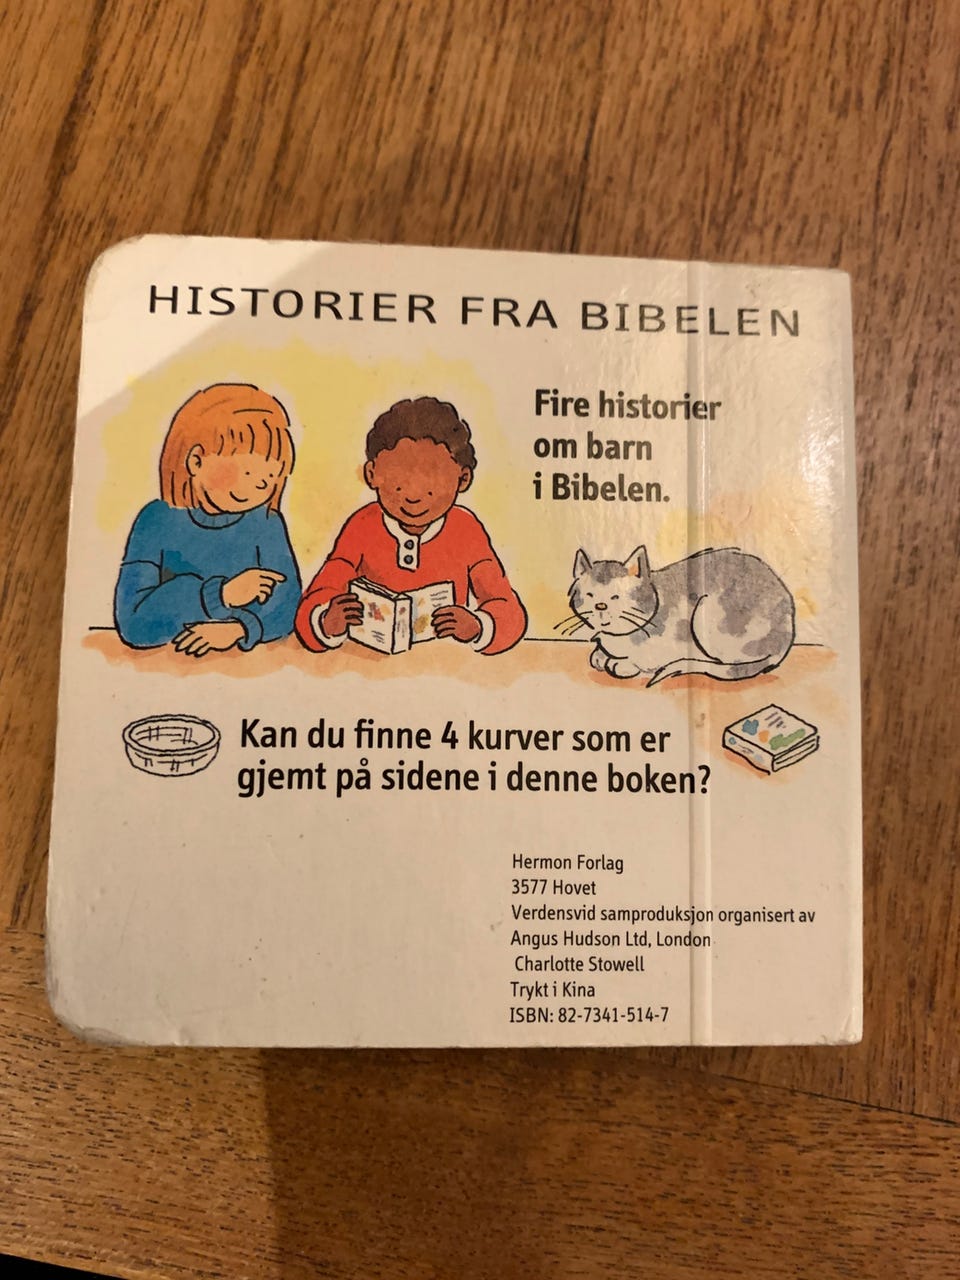 HISTORIER FRA BIBELEN
Fire historier
om barn
i Bibelen.
Kan du finne 4 kurver som er
gjemt på sidene i denne boken?
Hermon Forlag
3577 Hovet
Verdensvid samproduksjon organisert av
Angus Hudson Ltd, London
Charlotte Stowell
Trykt i Kina
ISBN: 82-7341-514-7